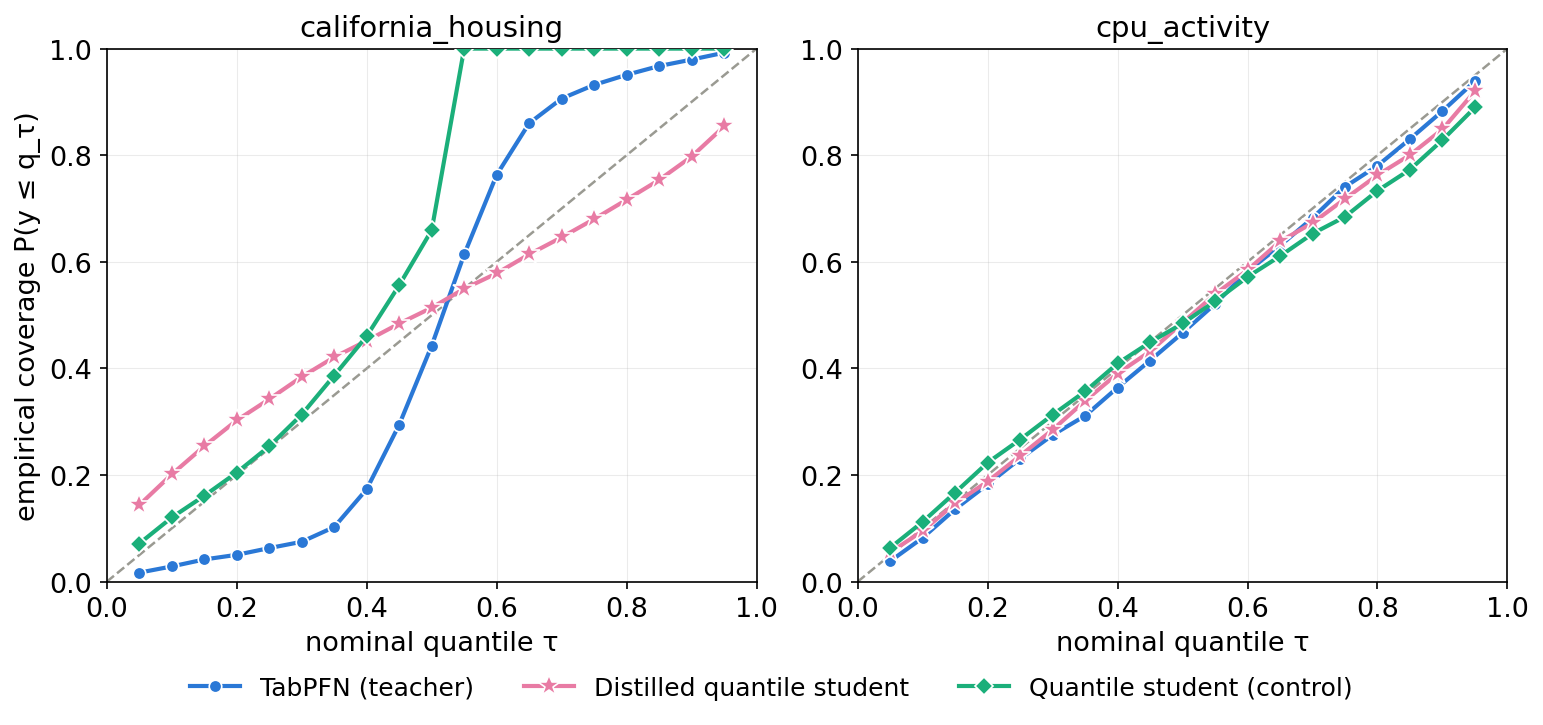 california_housing
cpu_activity
empirical coverage P(y ≤ q_τ)
1.0
0.8
0.6
0.4
0.2
0.0
0.0 0.2 0.4 0.6 0.8 1.0
nominal quantile τ
1.0
0.8
0.6
0.4
0.2
0.0
0.0 0.2 0.4 0.6 0.8 1.0
nominal quantile τ
TabPFN (teacher) Distilled quantile student Quantile student (control)